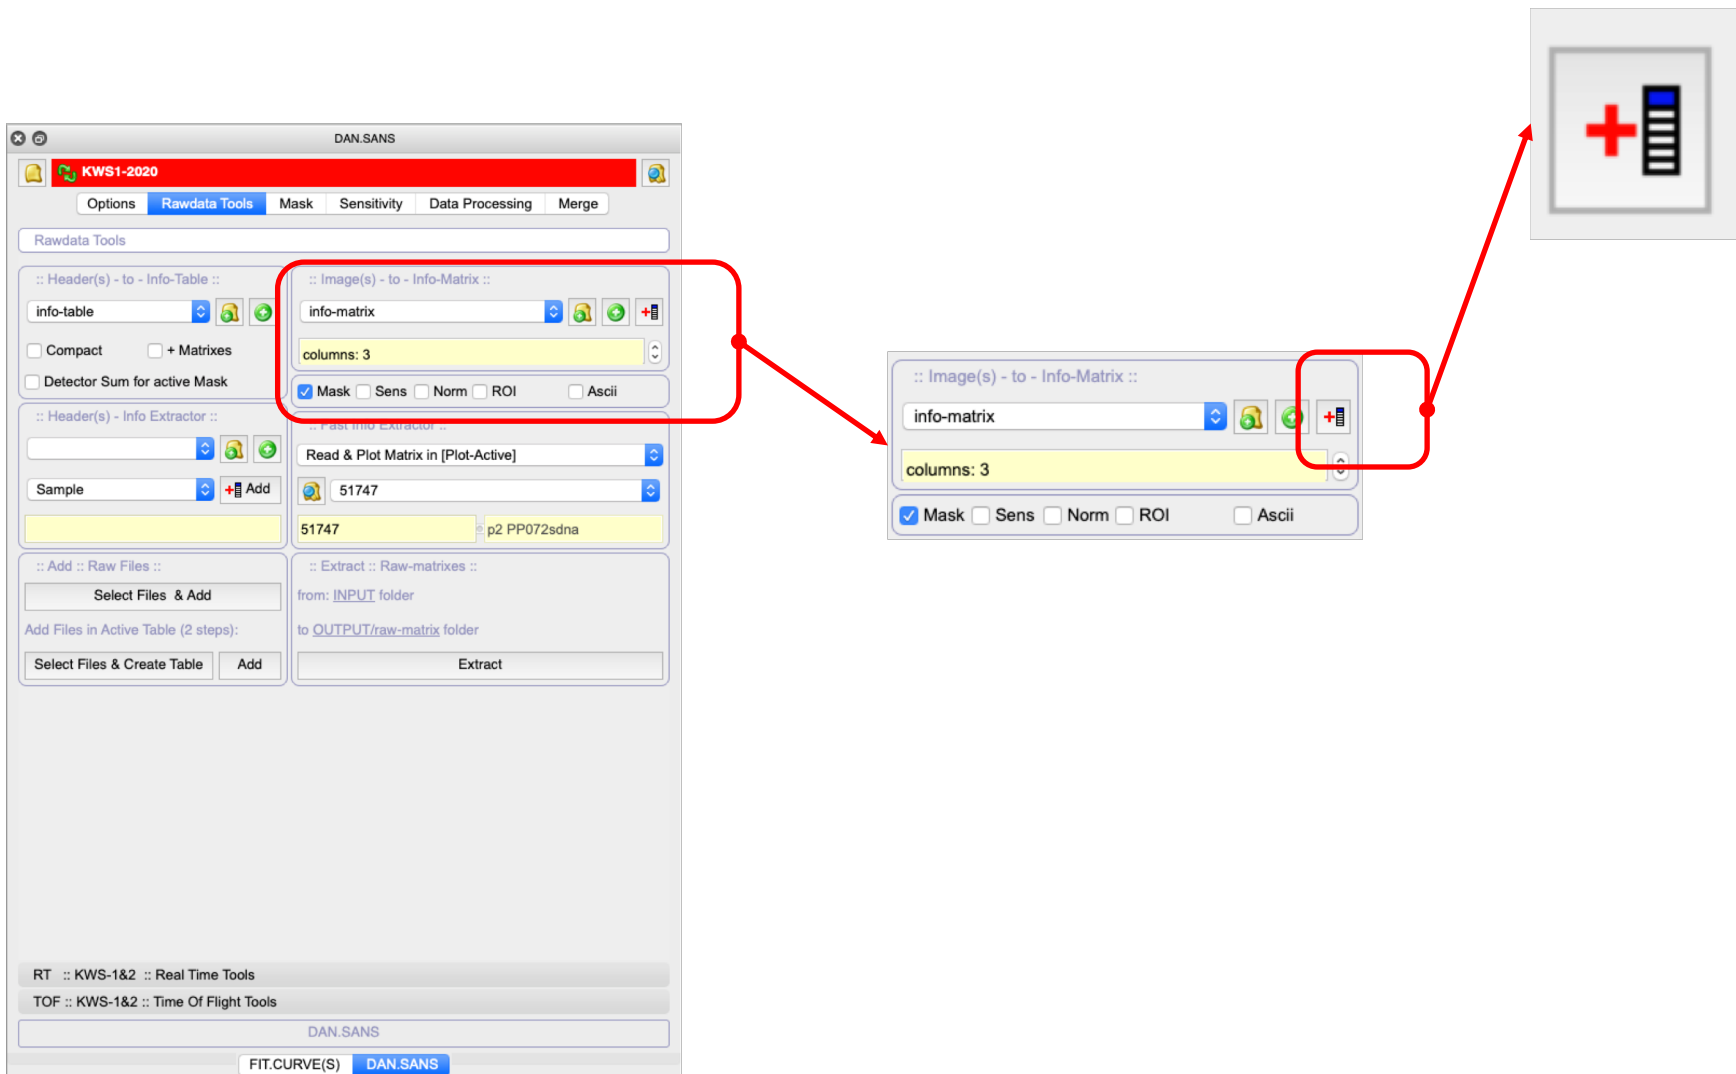 DAN.SANS
KWS1-2020
Options Rawdata Tools Mask Sensitivity Data Processing Merge
Rawdata Tools
:: Header(s) - to - Info-Table ::
info-table
Compact + Matrixes
Detector Sum for active Mask
:: Image(s) - to - Info-Matrix ::
info-matrix
columns: 3
Mask Sens Norm ROI Ascii
:: Header(s) - Info Extractor ::
Sample Add
:: Fast Info Extractor ::
Read & Plot Matrix in [Plot-Active]
51747
51747 p2 PP072sdna
:: Add :: Raw Files ::
Select Files & Add
Add Files in Active Table (2 steps):
Select Files & Create Table Add
:: Extract :: Raw-matrixes ::
from: INPUT folder
to OUTPUT/raw-matrix folder
Extract
RT :: KWS-1&2 :: Real Time Tools
TOF :: KWS-1&2 :: Time Of Flight Tools
DAN.SANS
FIT.CURVE(S) DAN.SANS
:: Image(s) - to - Info-Matrix ::
info-matrix
columns: 3
Mask Sens Norm ROI Ascii